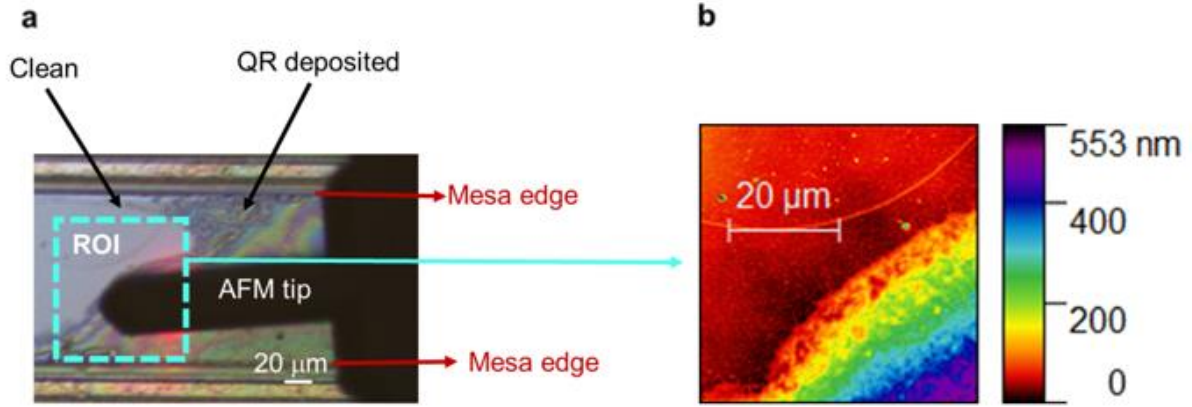 a
b
Clean
QR deposited
ROI
AFM tip
20 μm
Mesa edge
Mesa edge
20 μm
553 nm
400
200
0